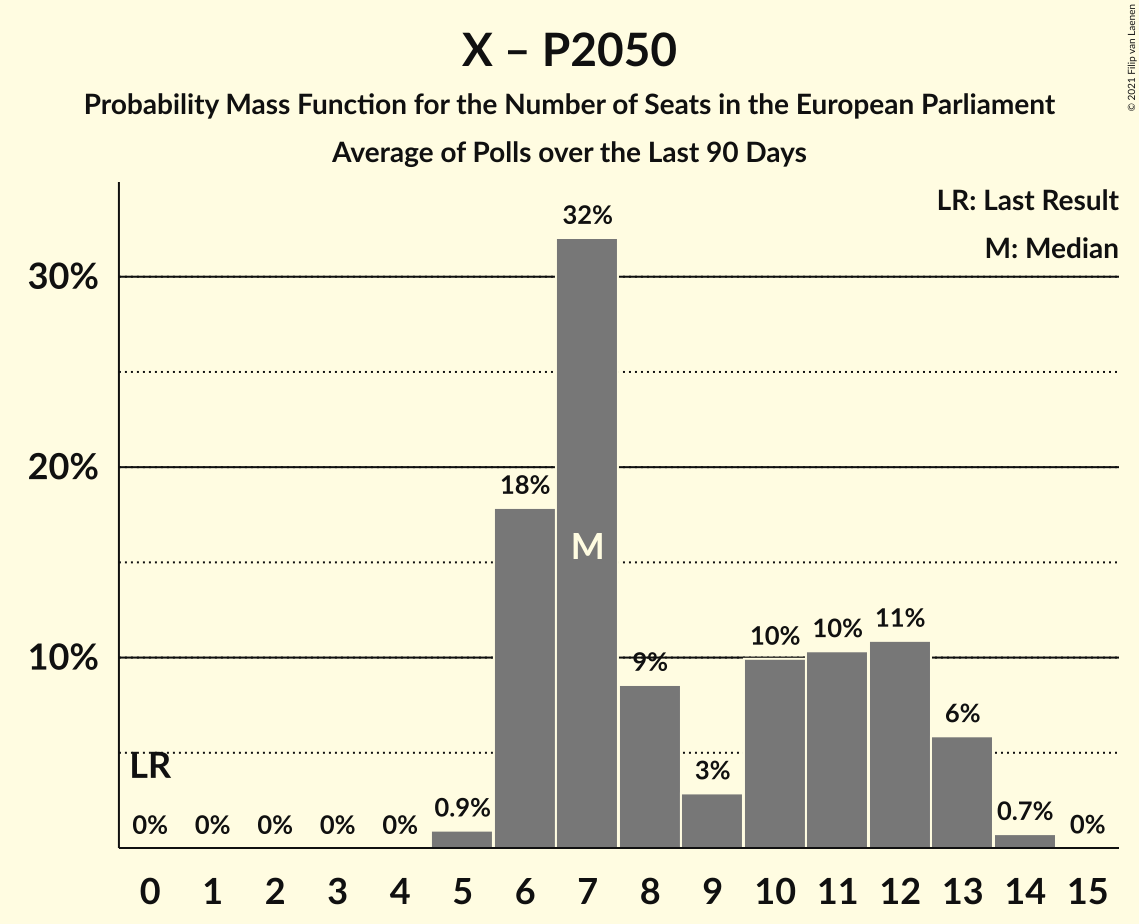 X – P2050
Probability Mass Function for the Number of Seats in the European Parliament
Average of Polls over the Last 90 Days
© 2021 Filip van Laenen
LR: Last Result
M: Median
30%
20%
10%
LR
0%
0%
0%
0%
0%
0.9%
18%
32%
M
9%
3%
10%
10%
11%
6%
0.7%
0%
0 1 2 3 4 5 6 7 8 9 10 11 12 13 14 15